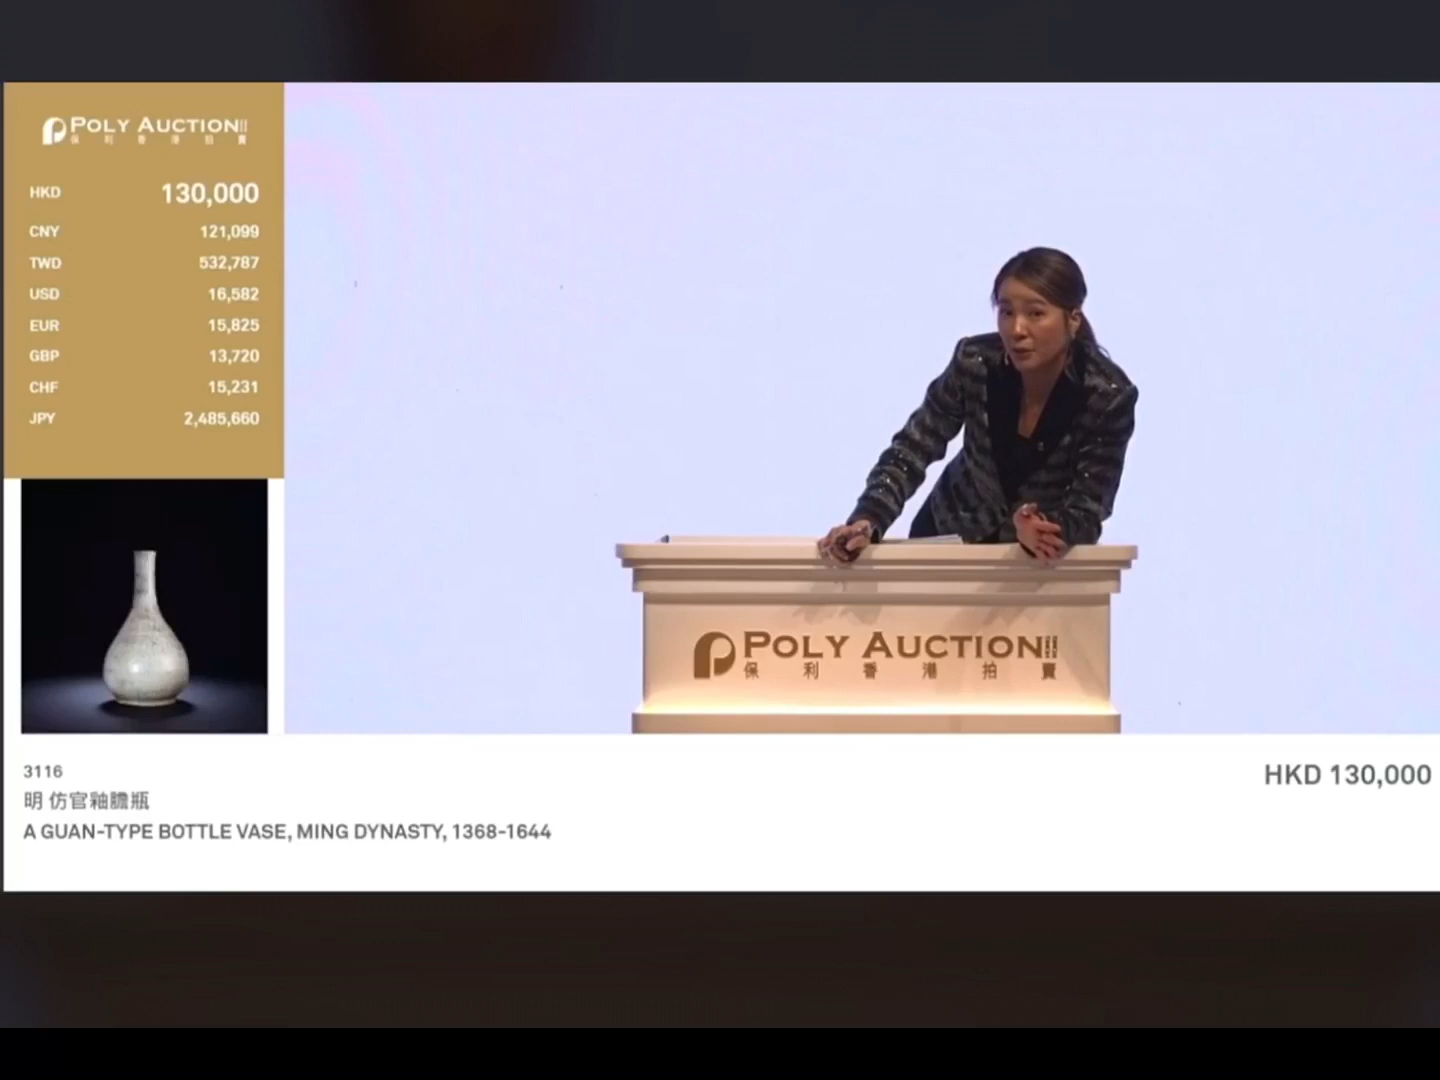 POLY AUCTION
保利香港拍賣
HKD 130,000
CNY 121,099
TWD 532,787
USD 16,582
EUR 15,825
GBP 13,720
CHF 15,231
JPY 2,485,660
POLY AUCTION
保利香港拍賣
3116
明 仿官釉膽瓶
A GUAN-TYPE BOTTLE VASE, MING DYNASTY, 1368-1644
HKD 130,000